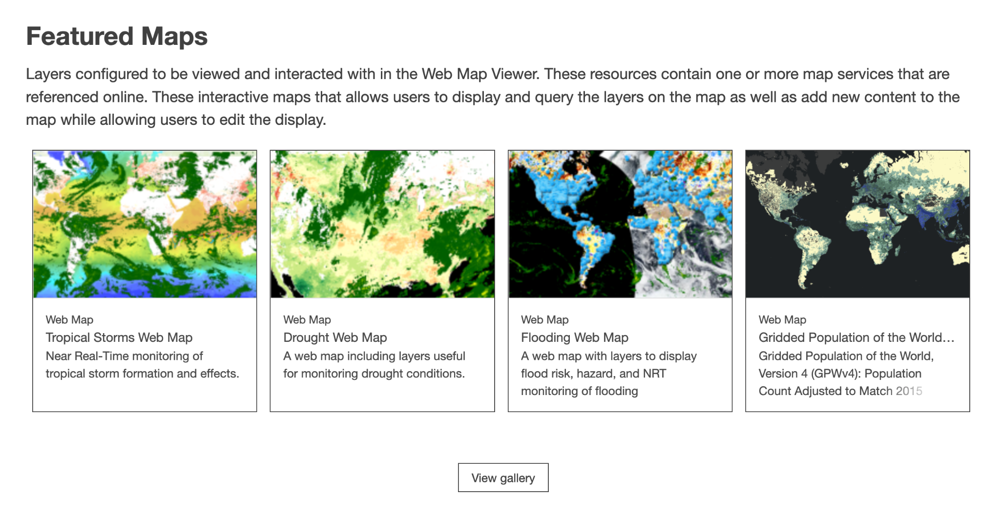 Featured Maps
Layers configured to be viewed and interacted with in the Web Map Viewer. These resources contain one or more map services that are
referenced online. These interactive maps that allows users to display and query the layers on the map as well as add new content to the
map while allowing users to edit the display.
Web Map
Tropical Storms Web Map
Near Real-Time monitoring of
tropical storm formation and effects.
Web Map
Drought Web Map
A web map including layers useful
for monitoring drought conditions.
Web Map
Flooding Web Map
A web map with layers to display
flood risk, hazard, and NRT
monitoring of flooding
Web Map
Gridded Population of the World…
Gridded Population of the World,
Version 4 (GPWv4): Population
Count Adjusted to Match 2015
View gallery